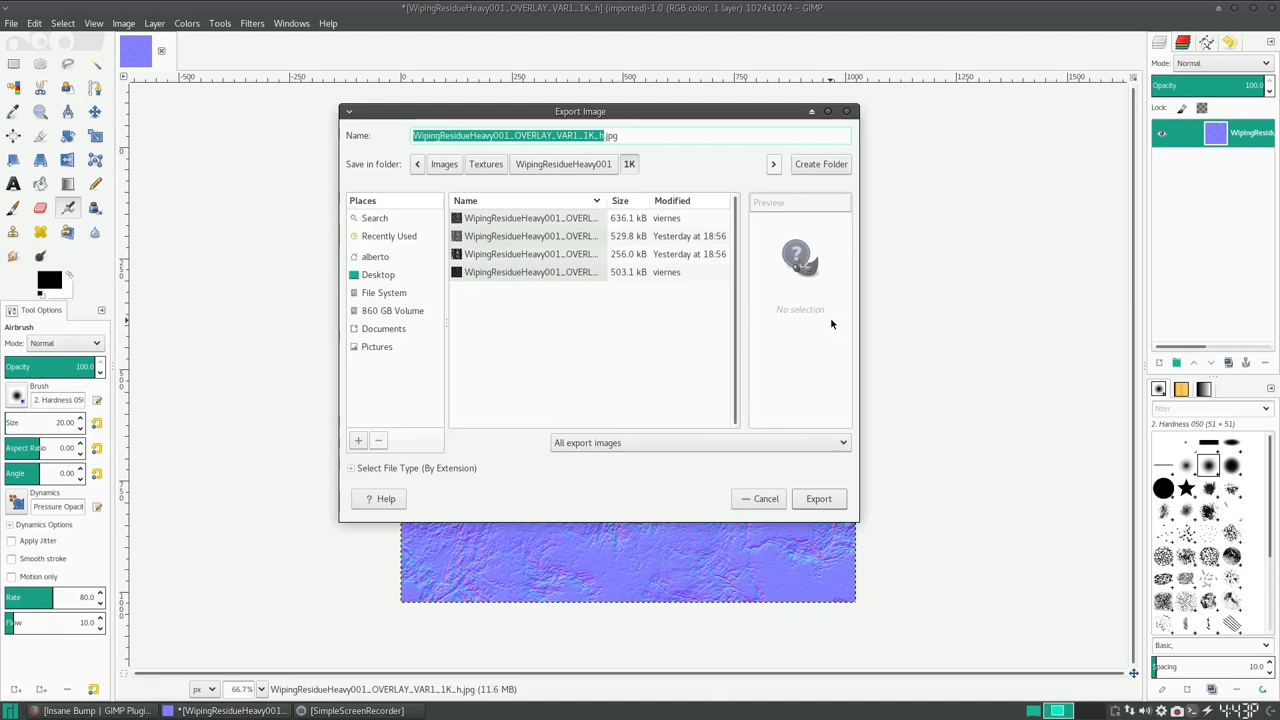 *[WipingResidueHeavy001_OVERLAY_VAR1_1K_h] (imported)-1.0 (RGB color, 1 layer) 1024x1024 – GIMP
File Edit Select View Image Layer Colors Tools Filters Windows Help
-500 -250 0 250 500 750 1000 1250 1500
Export Image
Name: WipingResidueHeavy001_OVERLAY_VAR1_1K_h.jpg
Save in folder: Images Textures WipingResidueHeavy001 1K Create Folder
Places
Search
Recently Used
alberto
Desktop
File System
860 GB Volume
Documents
Pictures
Name Size Modified
WipingResidueHeavy001_OVERL... 636.1 kB viernes
WipingResidueHeavy001_OVERL... 529.8 kB Yesterday at 18:56
WipingResidueHeavy001_OVERL... 256.0 kB Yesterday at 18:56
WipingResidueHeavy001_OVERL... 503.1 kB viernes
Preview
No selection
All export images
Select File Type (By Extension)
Help
Cancel
Export
Tool Options
Airbrush
Mode: Normal
Opacity 100.0
Brush
2. Hardness 05(
Size 20.00
Aspect Ratio 0.00
Angle 0.00
Dynamics
Pressure Opacit
Dynamics Options
Apply Jitter
Smooth stroke
Motion only
Rate 80.0
Flow 10.0
Mode: Normal
Opacity 100.0
Lock:
WipingResidu
filter
2. Hardness 050 (51 × 51)
Basic,
Spacing 10.0
px 66.7% WipingResidueHeavy001_OVERLAY_VAR1_1K_h.jpg (11.6 MB)
[Insane Bump | GIMP Plugi... *[WipingResidueHeavy001_... [SimpleScreenRecorder]